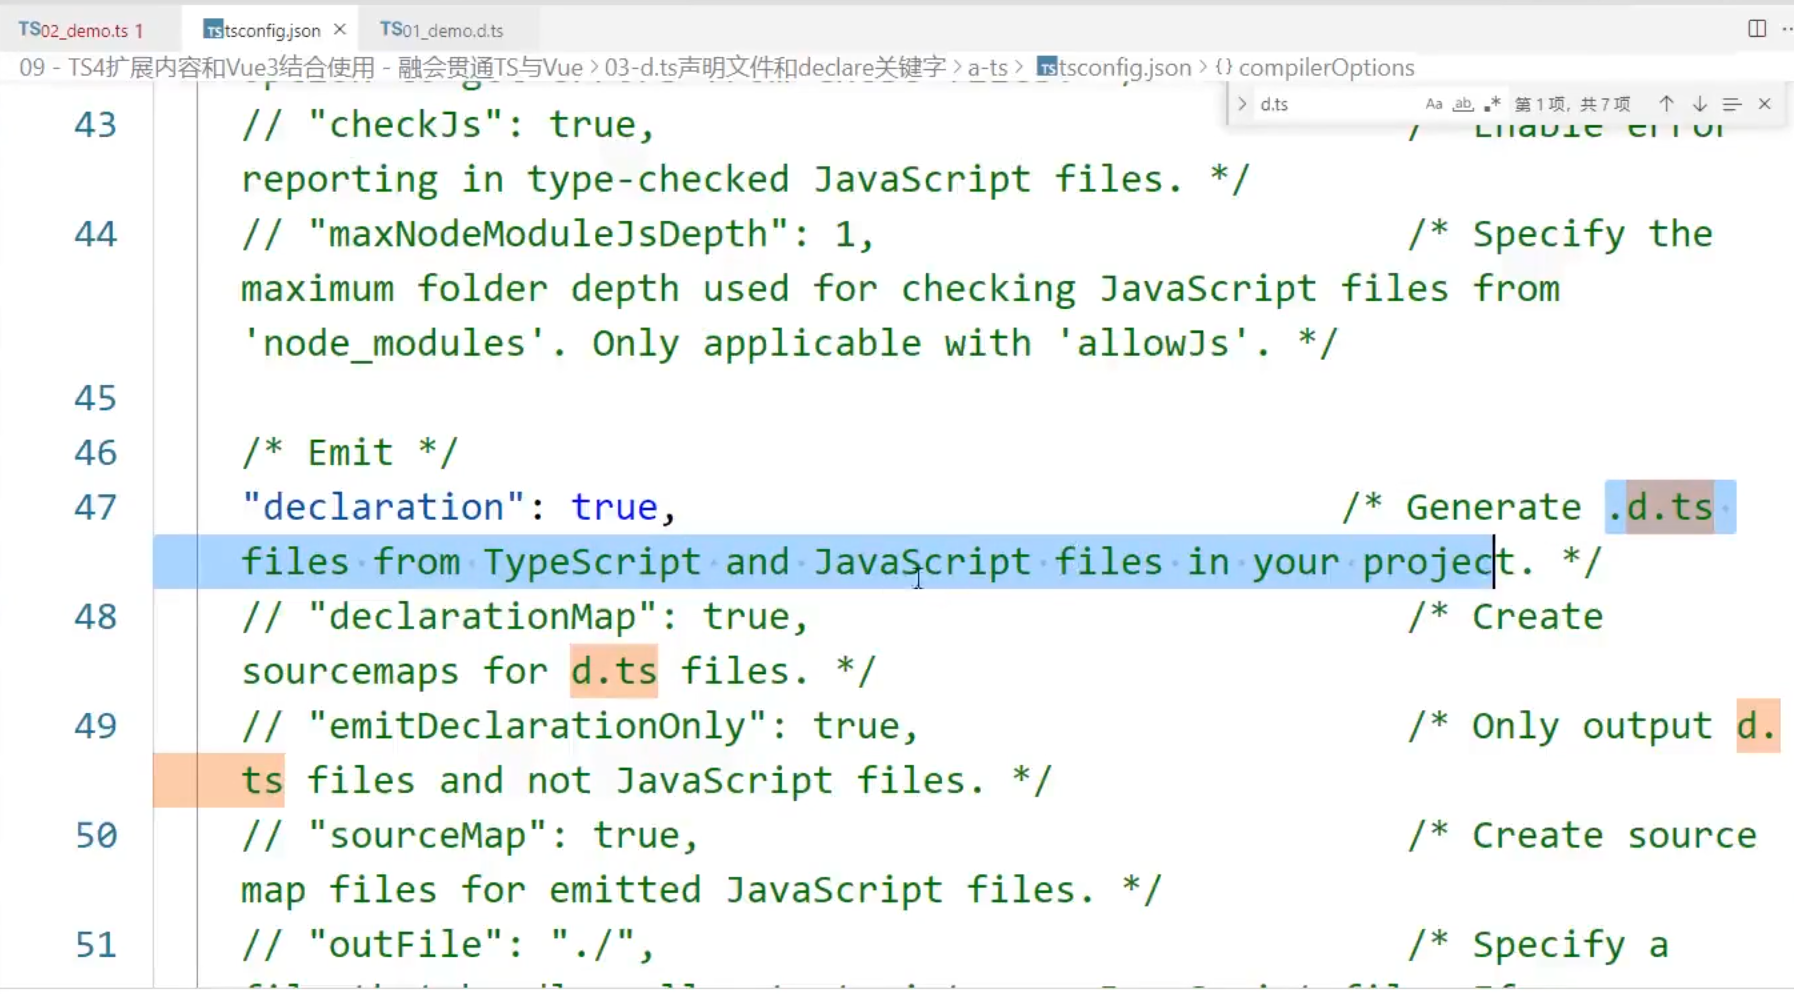 TS 02_demo.ts 1 TS tsconfig.json × TS 01_demo.d.ts
09 - TS4扩展内容和Vue3结合使用 - 融会贯通TS与Vue > 03-d.ts声明文件和declare关键字 > a-ts > TS tsconfig.json > {} compilerOptions
> d.ts Aa ab .* 第1项, 共7项
43 // "checkJs": true, /* Enable error
reporting in type-checked JavaScript files. */
44 // "maxNodeModuleJsDepth": 1, /* Specify the
maximum folder depth used for checking JavaScript files from
'node_modules'. Only applicable with 'allowJs'. */
45
46 /* Emit */
47 "declaration": true, /* Generate .d.ts
files from TypeScript and JavaScript files in your project. */
48 // "declarationMap": true, /* Create
sourcemaps for d.ts files. */
49 // "emitDeclarationOnly": true, /* Only output d.
ts files and not JavaScript files. */
50 // "sourceMap": true, /* Create source
map files for emitted JavaScript files. */
51 // "outFile": "./", /* Specify a